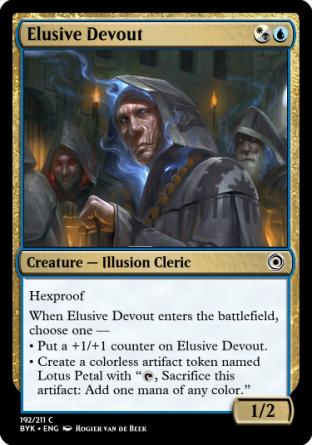 Elusive Devout
Creature — Illusion Cleric
Hexproof
When Elusive Devout enters the battlefield,
choose one —
• Put a +1/+1 counter on Elusive Devout.
• Create a colorless artifact token named
Lotus Petal with “, Sacrifice this
artifact: Add one mana of any color.”
1/2
192/211 C
BYK • ENG Rogier van de Beek